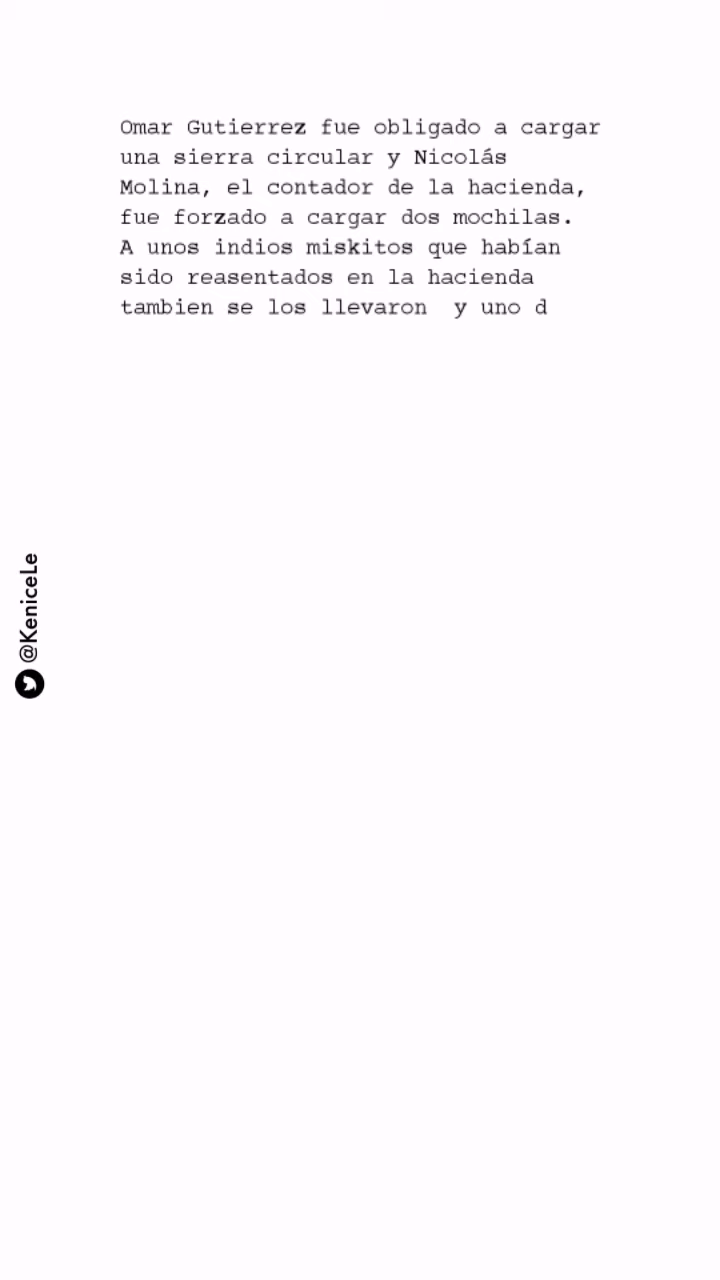 Omar Gutierrez fue obligado a cargar
una sierra circular y Nicolás
Molina, el contador de la hacienda,
fue forzado a cargar dos mochilas.
A unos indios miskitos que habían
sido reasentados en la hacienda
tambien se los llevaron  y uno d
@KeniceLe